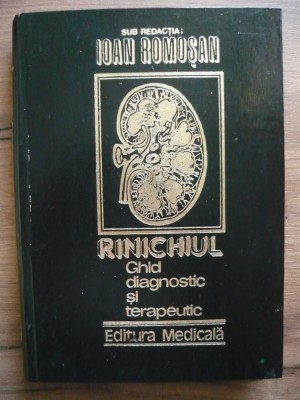 SUB REDACȚIA:
IOAN ROMOȘAN
RINICHIUL
Ghid
diagnostic
și
terapeutic
Editura Medicală